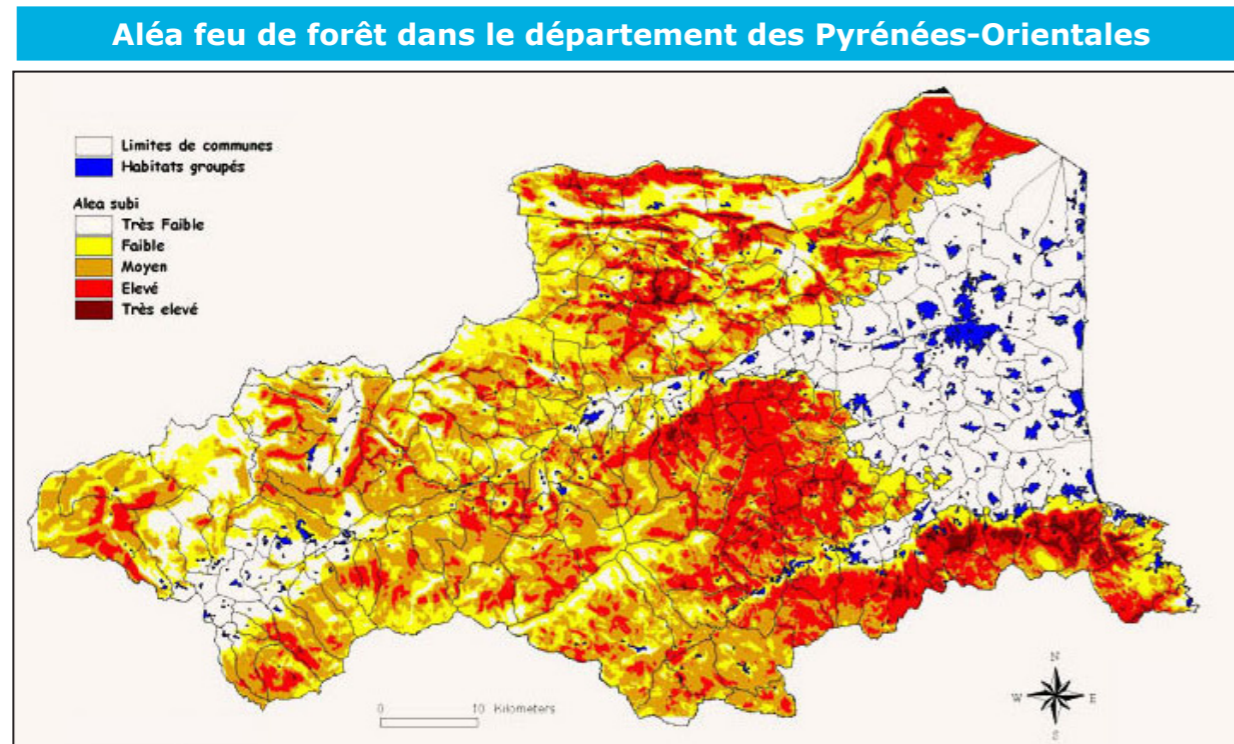 Aléa feu de forêt dans le département des Pyrénées-Orientales
Limites de communes
Habitats groupés
Alea subi
Très Faible
Faible
Moyen
Elevé
Très elevé
0 10 Kilometers
N
W E
S